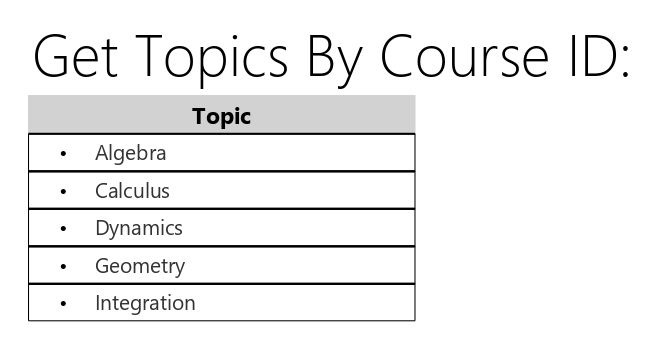 Get Topics By Course ID:
Topic
• Algebra
• Calculus
• Dynamics
• Geometry
• Integration